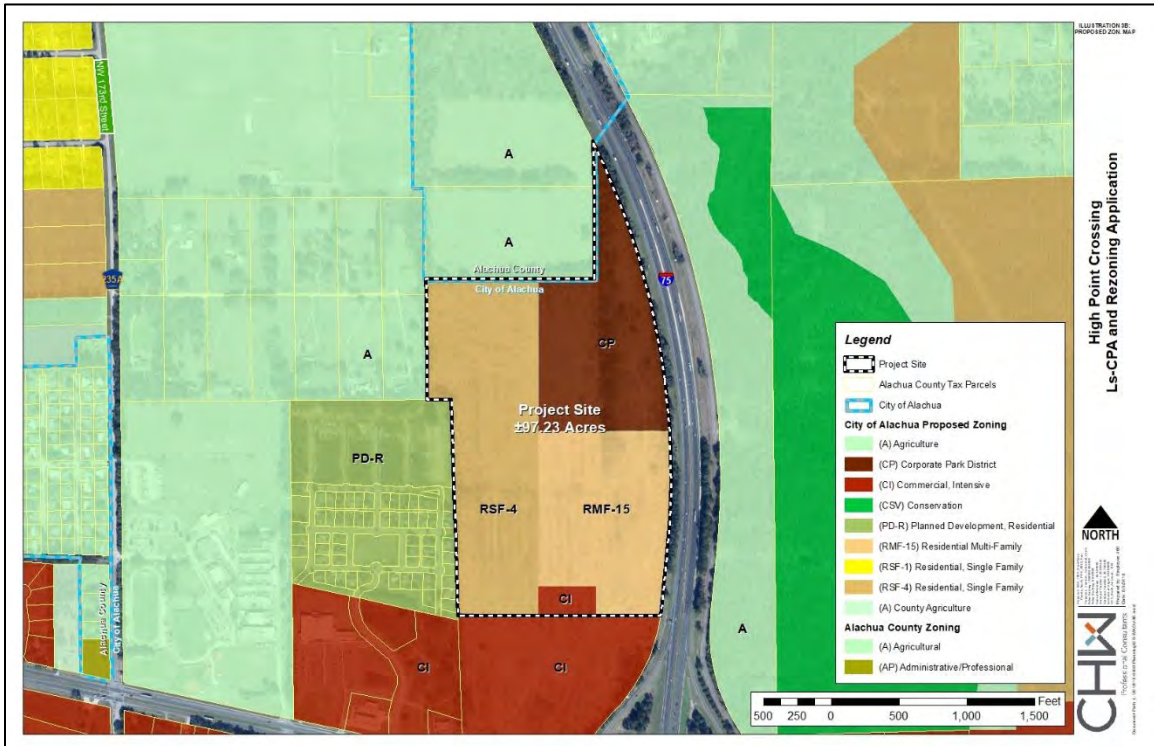 ILLUSTRATION 3B:
PROPOSED ZON. MAP
High Point Crossing
Ls-CPA and Rezoning Application
NW 173rd Street
235A
A
A
Alachua County
City of Alachua
75
CP
A
Project Site
±97.23 Acres
PD-R
RSF-4
RMF-15
CI
CI
CI
A
Alachua County
City of Alachua
Legend
Project Site
Alachua County Tax Parcels
City of Alachua
City of Alachua Proposed Zoning
(A) Agriculture
(CP) Corporate Park District
(CI) Commercial, Intensive
(CSV) Conservation
(PD-R) Planned Development, Residential
(RMF-15) Residential Multi-Family
(RSF-1) Residential, Single Family
(RSF-4) Residential, Single Family
(A) County Agriculture
Alachua County Zoning
(A) Agricultural
(AP) Administrative/Professional
Feet
500 250 0 500 1,000 1,500
NORTH
CHW
Professional Consultants